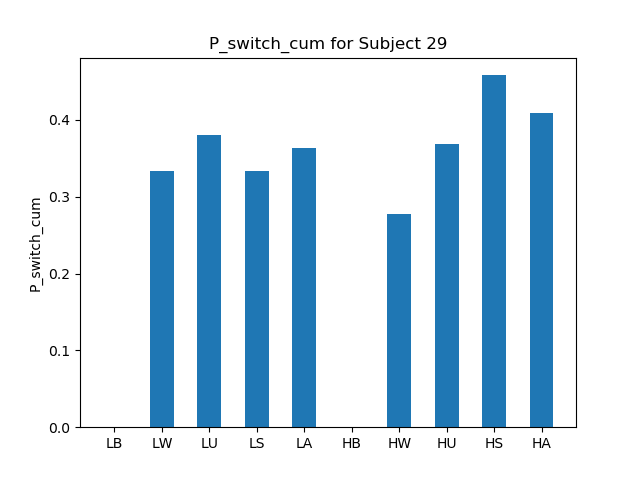 P_switch_cum for Subject 29
P_switch_cum
0.4
0.3
0.2
0.1
0.0
LB LW LU LS LA HB HW HU HS HA